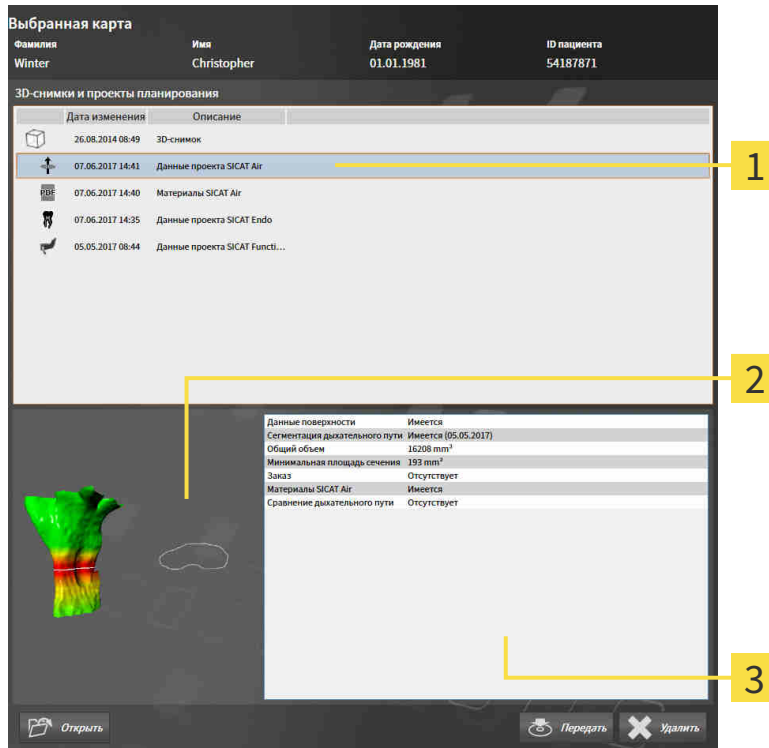 Выбранная карта
Фамилия Имя Дата рождения ID пациента
Winter Christopher 01.01.1981 54187871
3D-снимки и проекты планирования
Дата изменения Описание
26.08.2014 08:49 3D-снимок
07.06.2017 14:41 Данные проекта SICAT Air
1
PDF 07.06.2017 14:40 Материалы SICAT Air
07.06.2017 14:35 Данные проекта SICAT Endo
05.05.2017 08:44 Данные проекта SICAT Functi...
2
Данные поверхности Имеется
Сегментация дыхательного пути Имеется (05.05.2017)
Общий объем 16208 mm³
Минимальная площадь сечения 193 mm²
Заказ Отсутствует
Материалы SICAT Air Имеется
Сравнение дыхательного пути Отсутствует
3
Открыть Передать Удалить